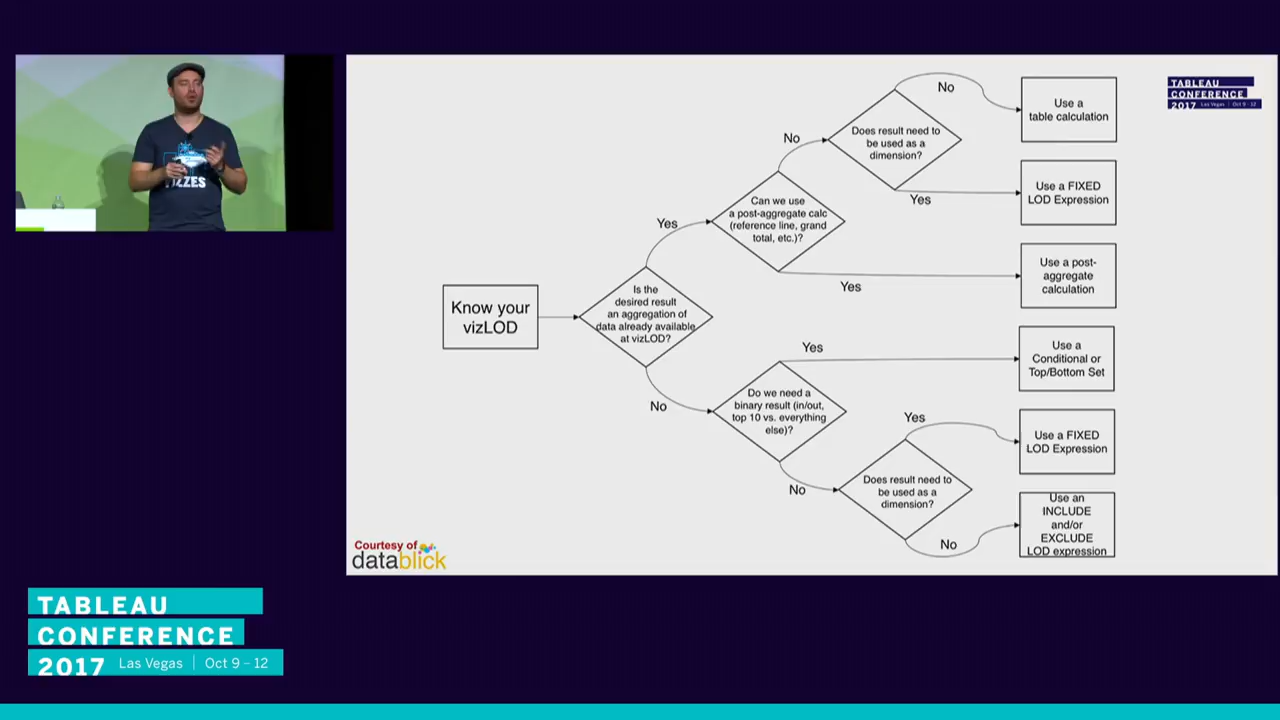 ZZES
No
TABLEAU
CONFERENCE
2017 Las Vegas | Oct 9 - 12
Use a
table calculation
Does result need to
be used as a
dimension?
No
Use a FIXED
LOD Expression
Yes
Can we use
a post-aggregate calc
(reference line, grand
total, etc.)?
Yes
Use a post-
aggregate
calculation
Yes
Is the
desired result
an aggregation of
data already available
at vizLOD?
Know your
vizLOD
Yes
Use a
Conditional or
Top/Bottom Set
No
Do we need a
binary result (in/out,
top 10 vs. everything
else)?
Yes
Use a FIXED
LOD Expression
No
Does result need to
be used as a
dimension?
Use an
INCLUDE
and/or
EXCLUDE
LOD expression
No
Courtesy of
datablick
TABLEAU
CONFERENCE
2017 Las Vegas | Oct 9 – 12